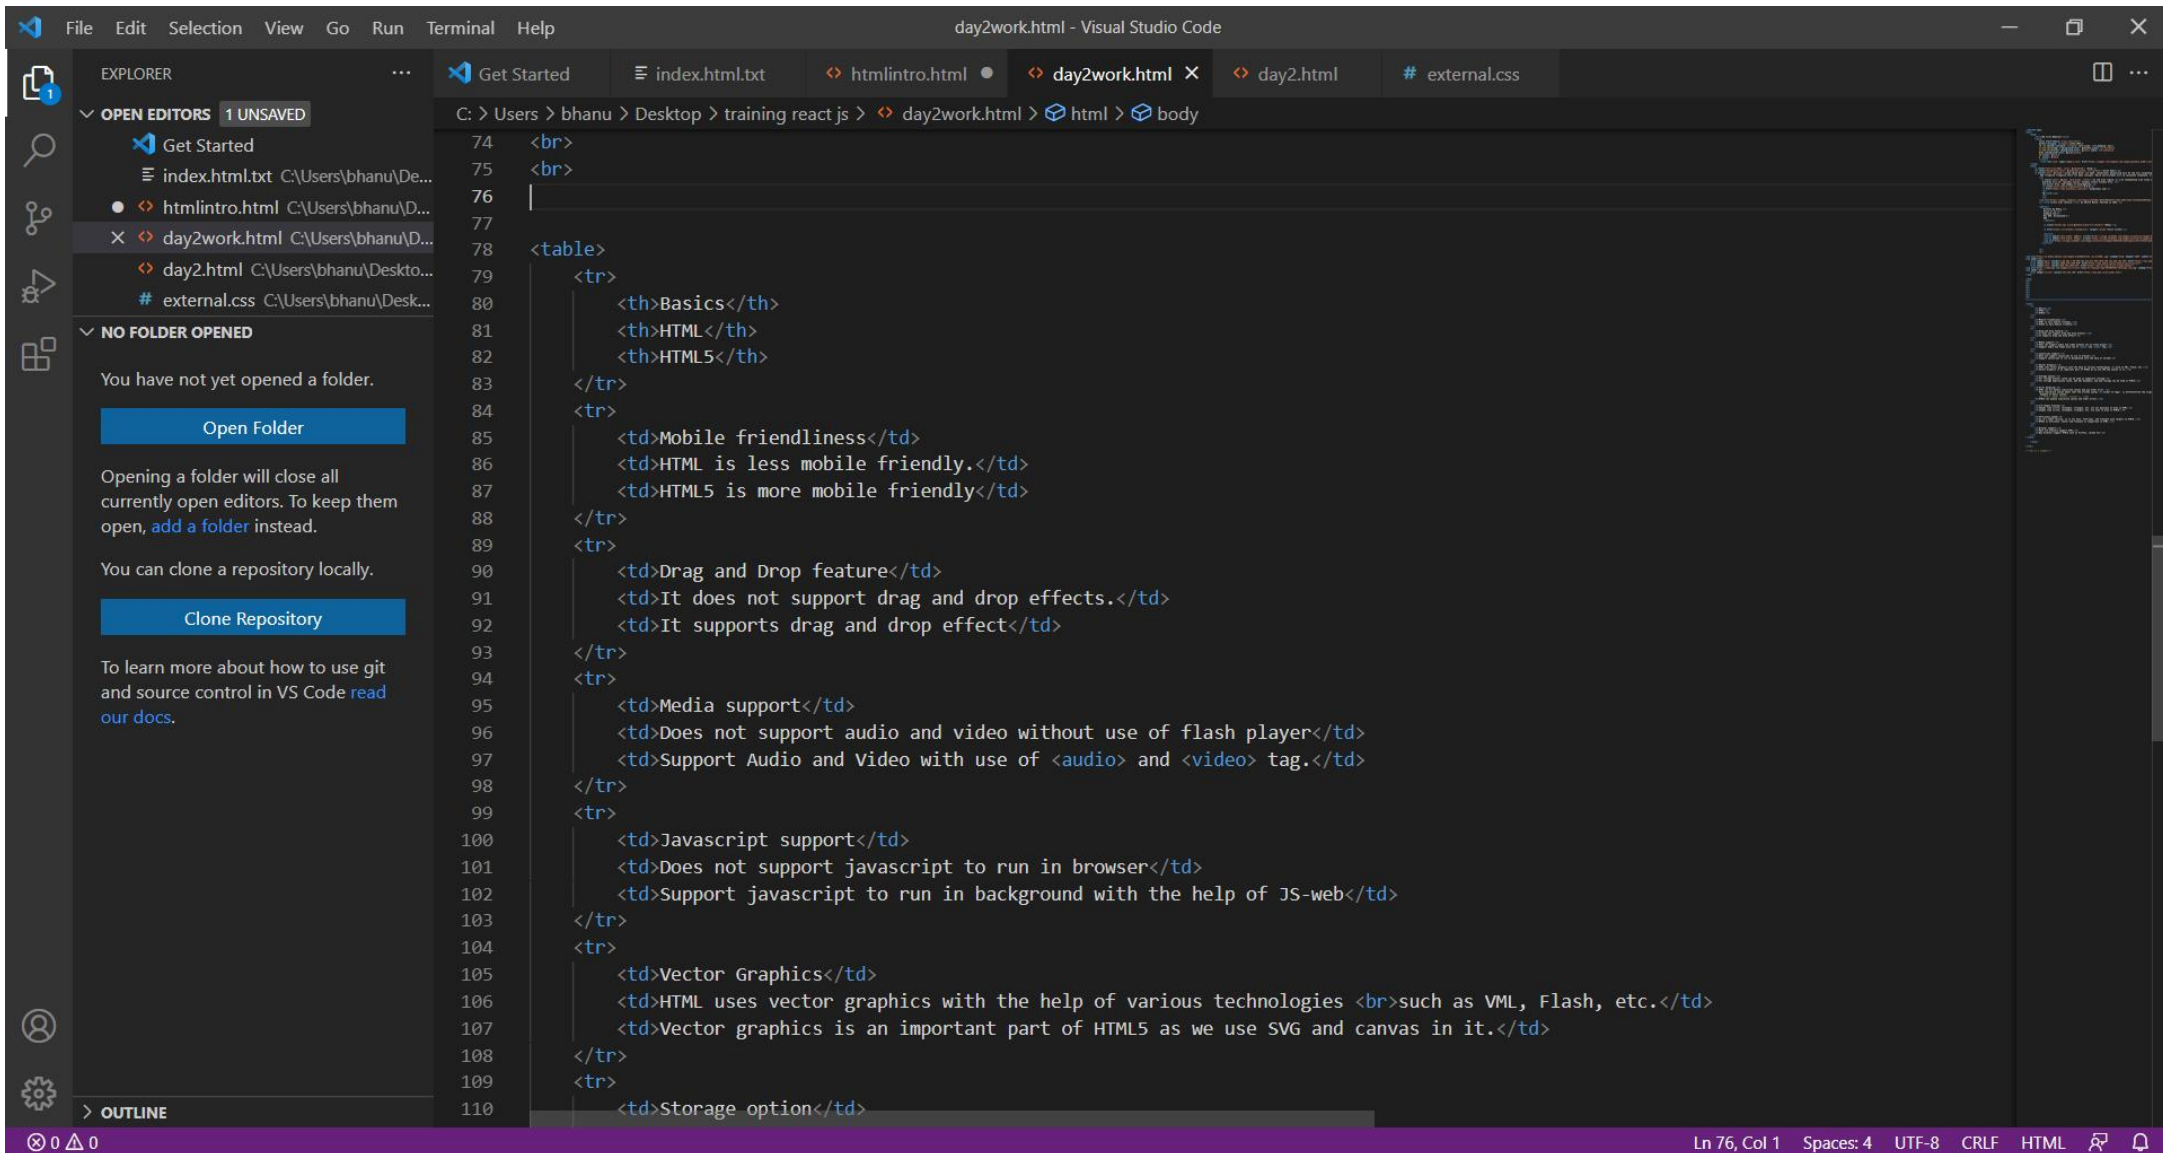 File Edit Selection View Go Run Terminal Help day2work.html - Visual Studio Code
EXPLORER
OPEN EDITORS 1 UNSAVED
Get Started
index.html.txt C:\Users\bhanu\De...
htmlintro.html C:\Users\bhanu\D...
day2work.html C:\Users\bhanu\D...
day2.html C:\Users\bhanu\Deskto...
# external.css C:\Users\bhanu\Desk...
NO FOLDER OPENED
You have not yet opened a folder.
Open Folder
Opening a folder will close all
currently open editors. To keep them
open, add a folder instead.
You can clone a repository locally.
Clone Repository
To learn more about how to use git
and source control in VS Code read
our docs.
OUTLINE
Get Started index.html.txt htmlintro.html day2work.html day2.html # external.css
C: > Users > bhanu > Desktop > training react js > day2work.html > html > body
74 <br>
75 <br>
76
77
78 <table>
79 <tr>
80 <th>Basics</th>
81 <th>HTML</th>
82 <th>HTML5</th>
83 </tr>
84 <tr>
85 <td>Mobile friendliness</td>
86 <td>HTML is less mobile friendly.</td>
87 <td>HTML5 is more mobile friendly</td>
88 </tr>
89 <tr>
90 <td>Drag and Drop feature</td>
91 <td>It does not support drag and drop effects.</td>
92 <td>It supports drag and drop effect</td>
93 </tr>
94 <tr>
95 <td>Media support</td>
96 <td>Does not support audio and video without use of flash player</td>
97 <td>Support Audio and Video with use of <audio> and <video> tag.</td>
98 </tr>
99 <tr>
100 <td>Javascript support</td>
101 <td>Does not support javascript to run in browser</td>
102 <td>Support javascript to run in background with the help of JS-web</td>
103 </tr>
104 <tr>
105 <td>Vector Graphics</td>
106 <td>HTML uses vector graphics with the help of various technologies <br>such as VML, Flash, etc.</td>
107 <td>Vector graphics is an important part of HTML5 as we use SVG and canvas in it.</td>
108 </tr>
109 <tr>
110 <td>Storage option</td>
0 0 Ln 76, Col 1 Spaces: 4 UTF-8 CRLF HTML